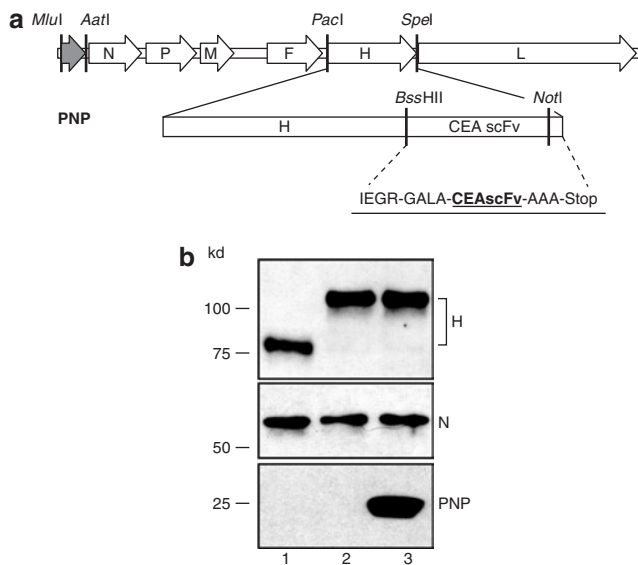 a
MluI AatI PacI SpeI
N P M F H L
PNP
BssHII NotI
H CEA scFv
IEGR-GALA-CEAscFv-AAA-Stop
b
kd
100
75
H
50
N
25
PNP
1 2 3